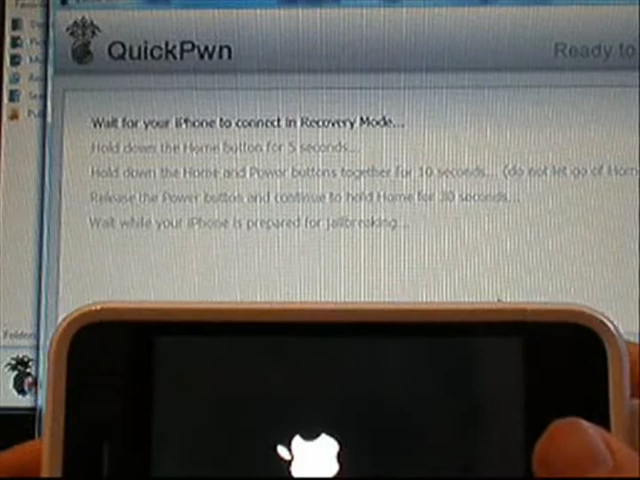 QuickPwn
Ready to
Wait for your iPhone to connect in Recovery Mode...
Hold down the Home button for 5 seconds...
Hold down the Home and Power buttons together for 10 seconds... (do not let go of Hom
Release the Power button and continue to hold Home for 30 seconds...
Wait while your iPhone is prepared for jailbreaking...
Folders